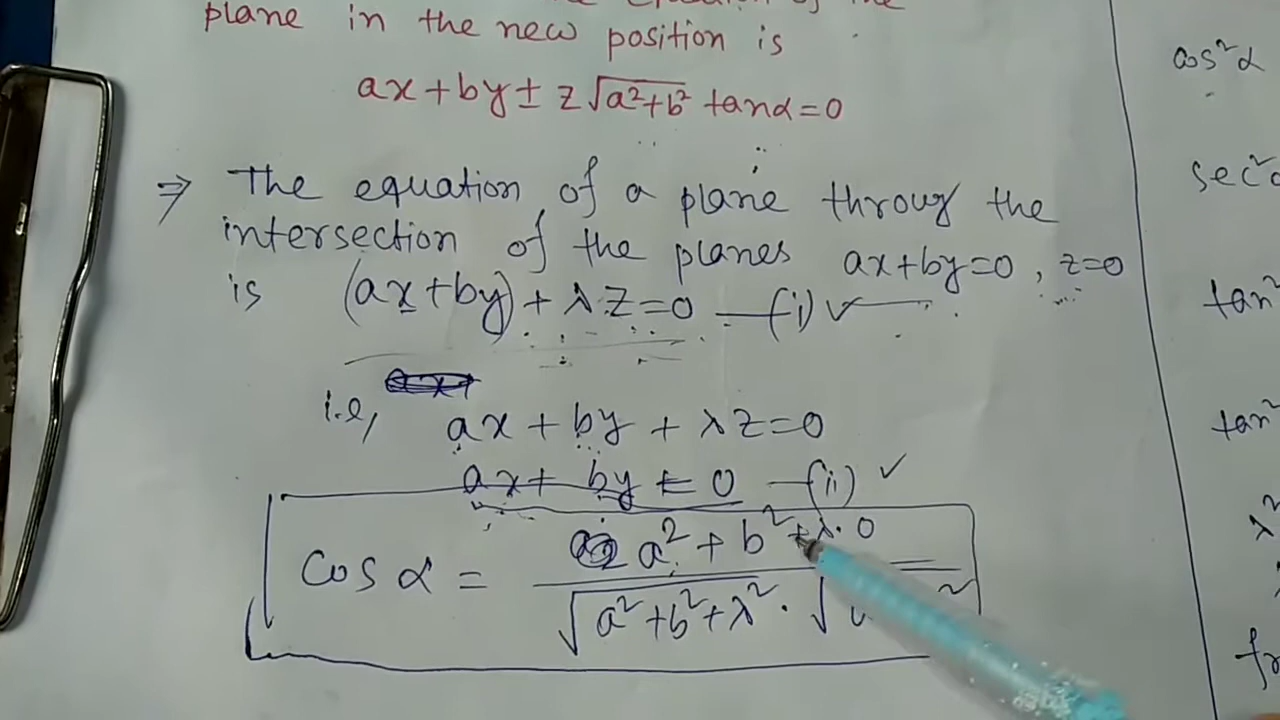 plane in the new position is
ax+by± z√a²+b² tanα=0
⇒ The equation of a plane throug the
intersection of the planes ax+by=0, z=0
is (ax+by)+λ.z=0 —(i) ✓
i.e, ax+by+λz=0
ax+by=0 —(ii) ✓
Cos α = a²+b²+λ·0
√a²+b²+λ² · √
cos²α
sec²
tan²
tan²
λ²